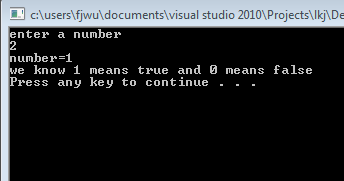 c:\users\fjwu\documents\visual studio 2010\Projects\lkj\De
enter a number
2
number=1
we know 1 means true and 0 means false
Press any key to continue . . .